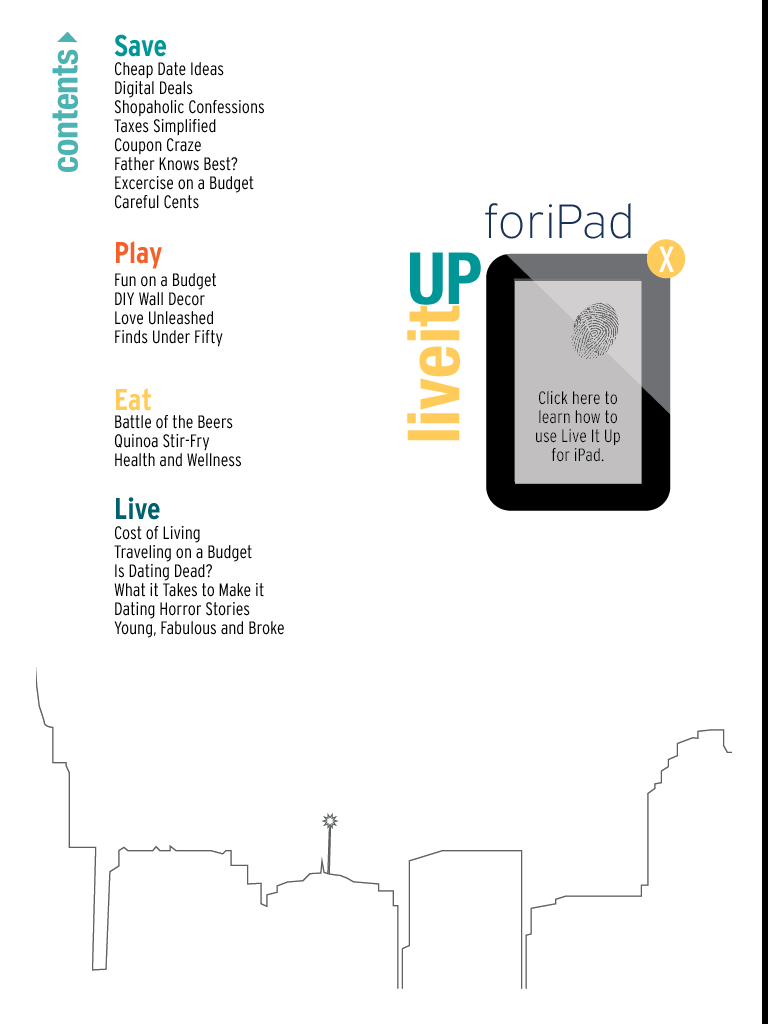 contents
Save
Cheap Date Ideas
Digital Deals
Shopaholic Confessions
Taxes Simplified
Coupon Craze
Father Knows Best?
Excercise on a Budget
Careful Cents
Play
Fun on a Budget
DIY Wall Decor
Love Unleashed
Finds Under Fifty
Eat
Battle of the Beers
Quinoa Stir-Fry
Health and Wellness
Live
Cost of Living
Traveling on a Budget
Is Dating Dead?
What it Takes to Make it
Dating Horror Stories
Young, Fabulous and Broke
foriPad
liveit
UP
X
Click here to
learn how to
use Live It Up
for iPad.